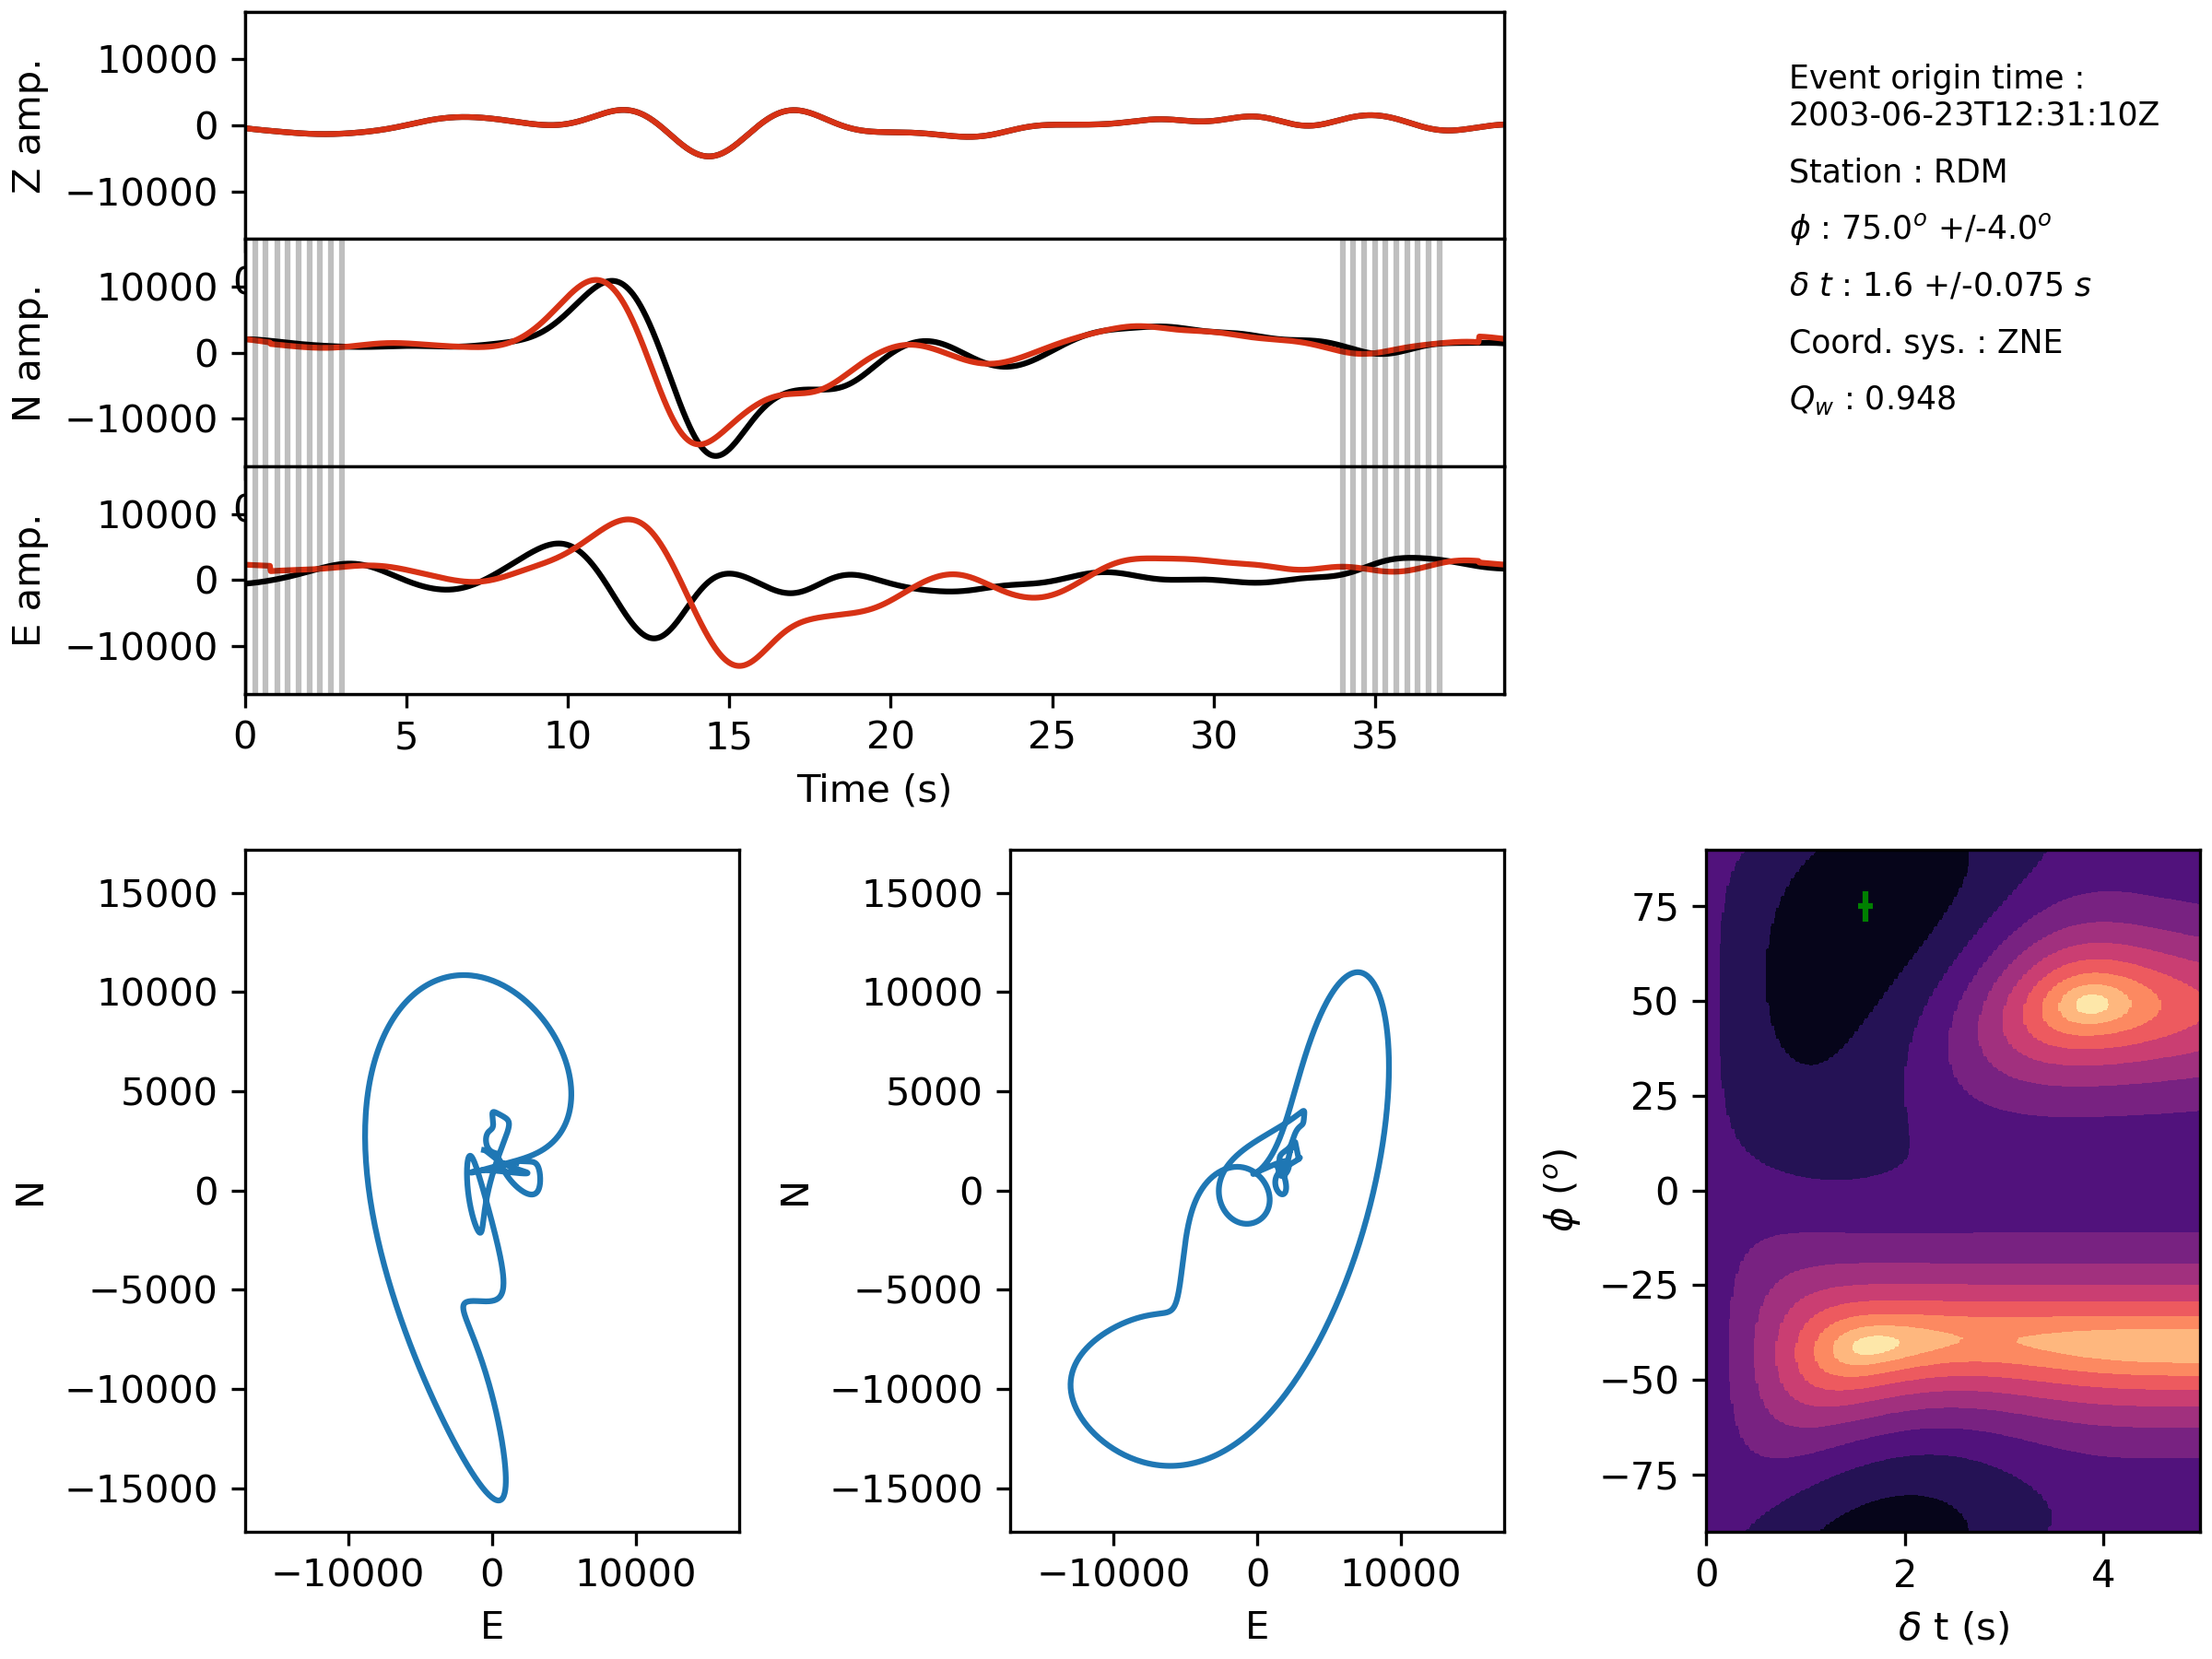 Z amp.
10000
0
−10000
N amp.
10000
0
−10000
E amp.
10000
0
−10000
0 5 10 15 20 25 30 35
Time (s)
Event origin time :
2003-06-23T12:31:10Z
Station : RDM
ϕ : 75.0° +/-4.0°
δ t : 1.6 +/-0.075 s
Coord. sys. : ZNE
Qw : 0.948
N
15000
10000
5000
0
−5000
−10000
−15000
−10000 0 10000
E
N
15000
10000
5000
0
−5000
−10000
−15000
−10000 0 10000
E
ϕ (°)
75
50
25
0
−25
−50
−75
0 2 4
δ t (s)